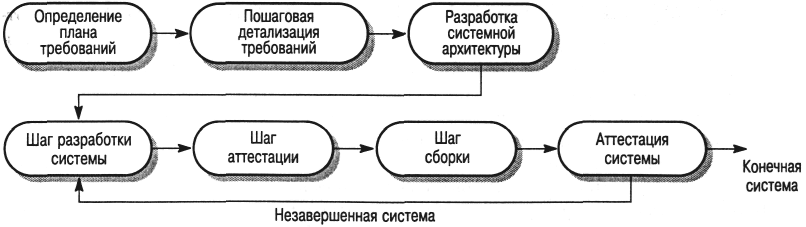 Определение
плана
требований
Пошаговая
детализация
требований
Разработка
системной
архитектуры
Шаг разработки
системы
Шаг
аттестации
Шаг
сборки
Аттестация
системы
Конечная
система
Незавершенная система